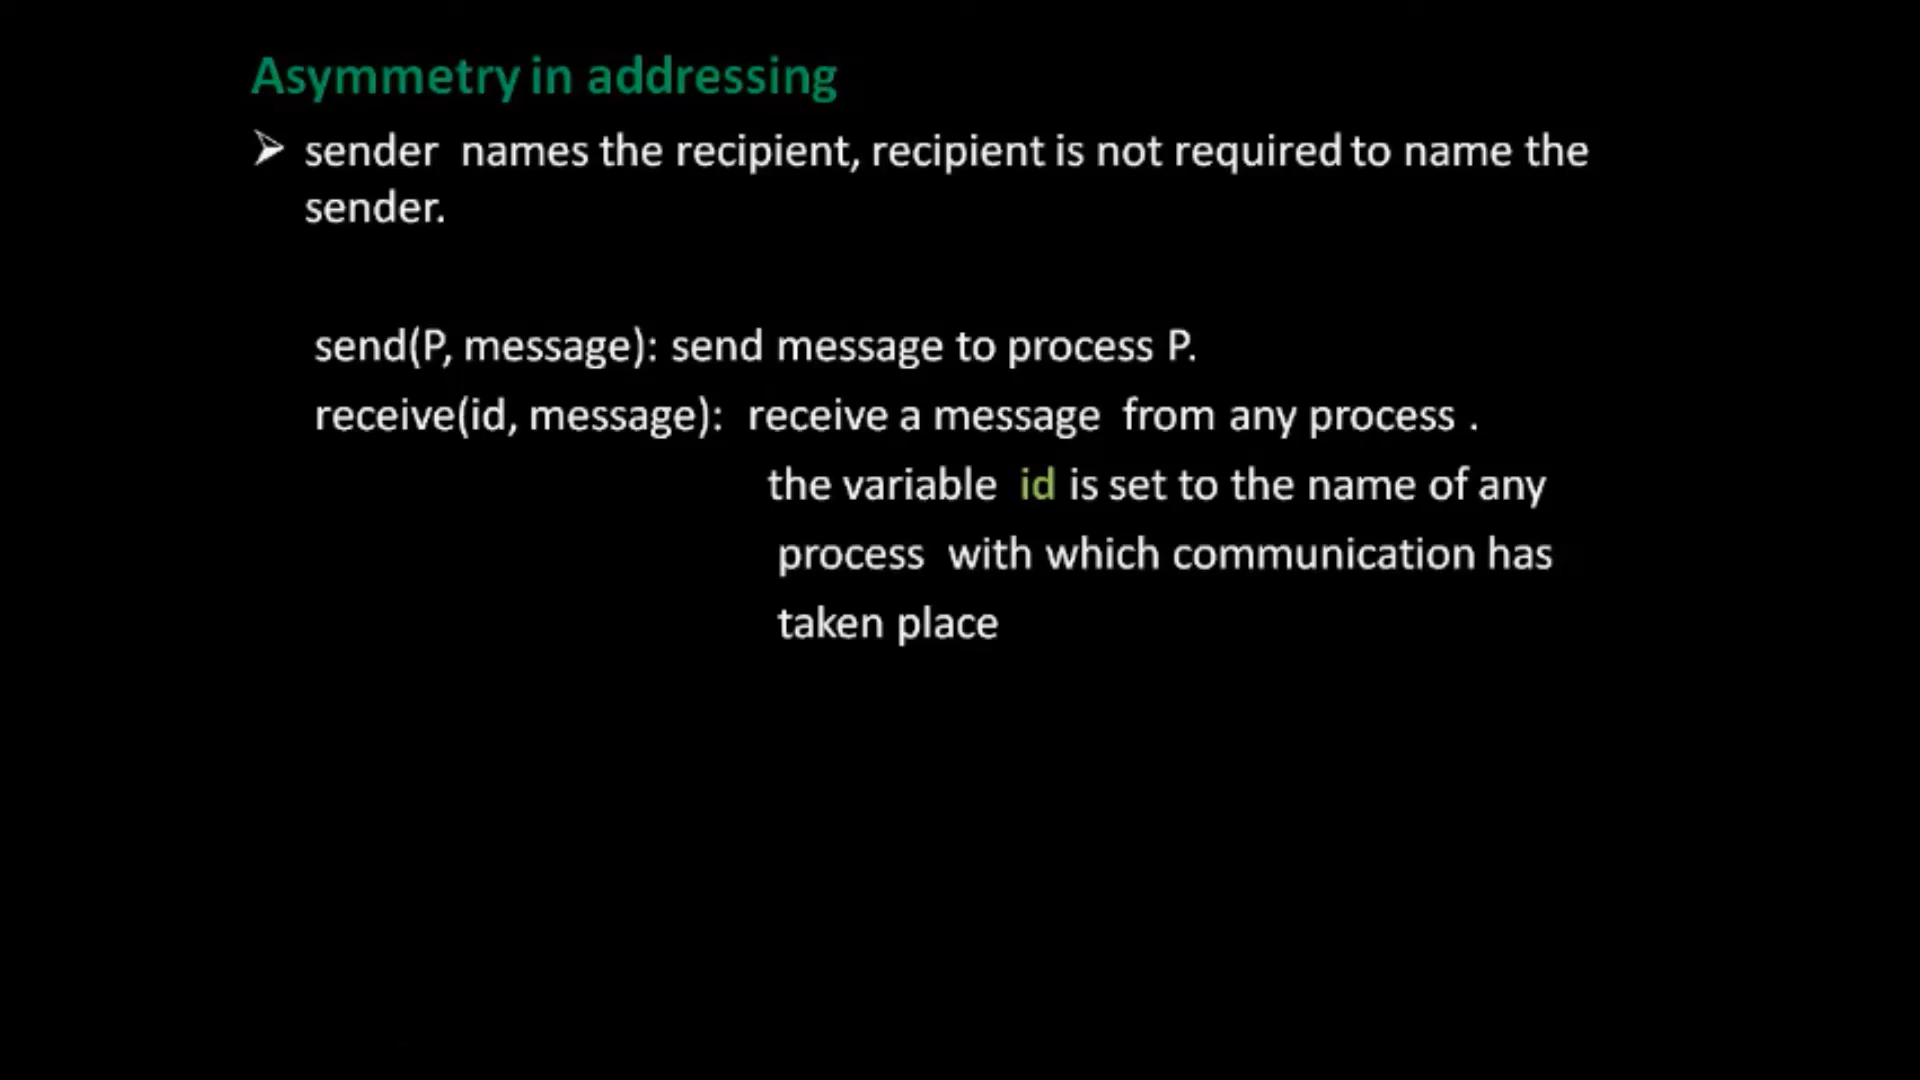 Asymmetry in addressing
➢ sender names the recipient, recipient is not required to name the
sender.
send(P, message): send message to process P.
receive(id, message): receive a message from any process .
the variable id is set to the name of any
process with which communication has
taken place